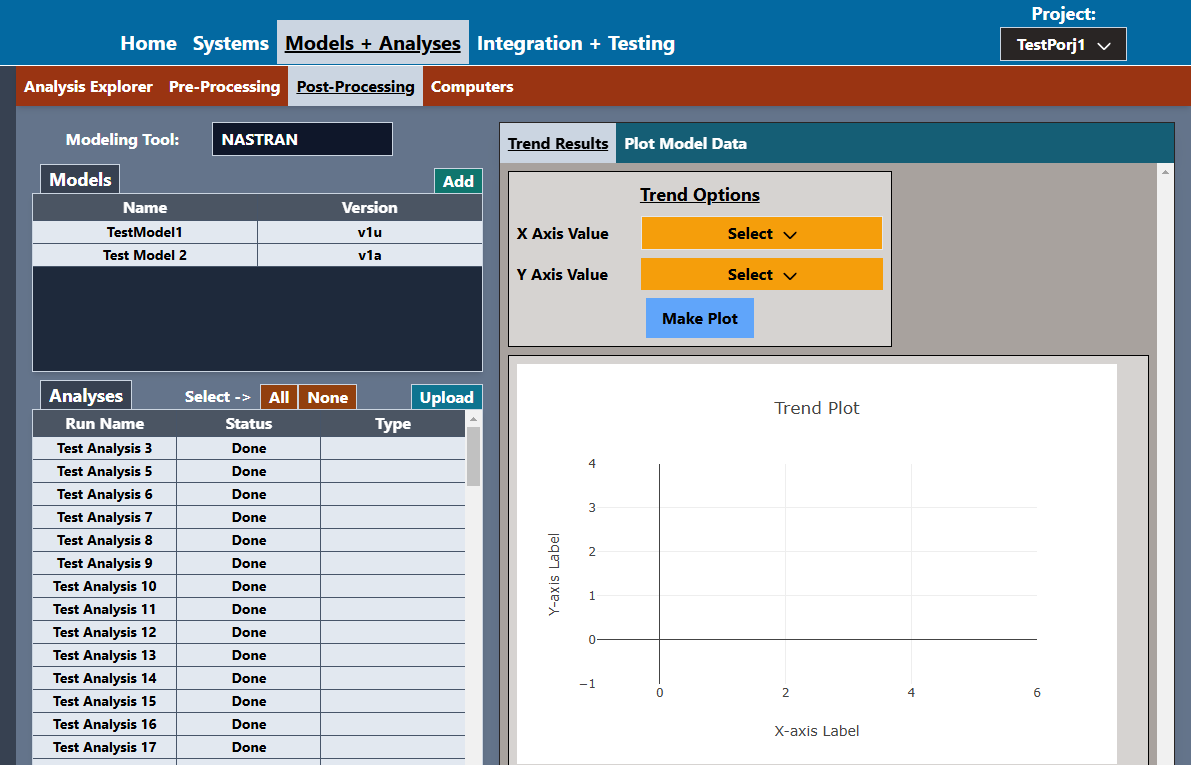 Project:
Home Systems Models + Analyses Integration + Testing
TestPorj1
Analysis Explorer Pre-Processing Post-Processing Computers
Modeling Tool: NASTRAN
Models Add
Name Version
TestModel1 v1u
Test Model 2 v1a
Analyses Select -> All None Upload
Run Name Status Type
Test Analysis 3 Done
Test Analysis 5 Done
Test Analysis 6 Done
Test Analysis 7 Done
Test Analysis 8 Done
Test Analysis 9 Done
Test Analysis 10 Done
Test Analysis 11 Done
Test Analysis 12 Done
Test Analysis 13 Done
Test Analysis 14 Done
Test Analysis 15 Done
Test Analysis 16 Done
Test Analysis 17 Done
Trend Results Plot Model Data
Trend Options
X Axis Value Select
Y Axis Value Select
Make Plot
Trend Plot
4
3
2
1
0
−1
Y-axis Label
0 2 4 6
X-axis Label